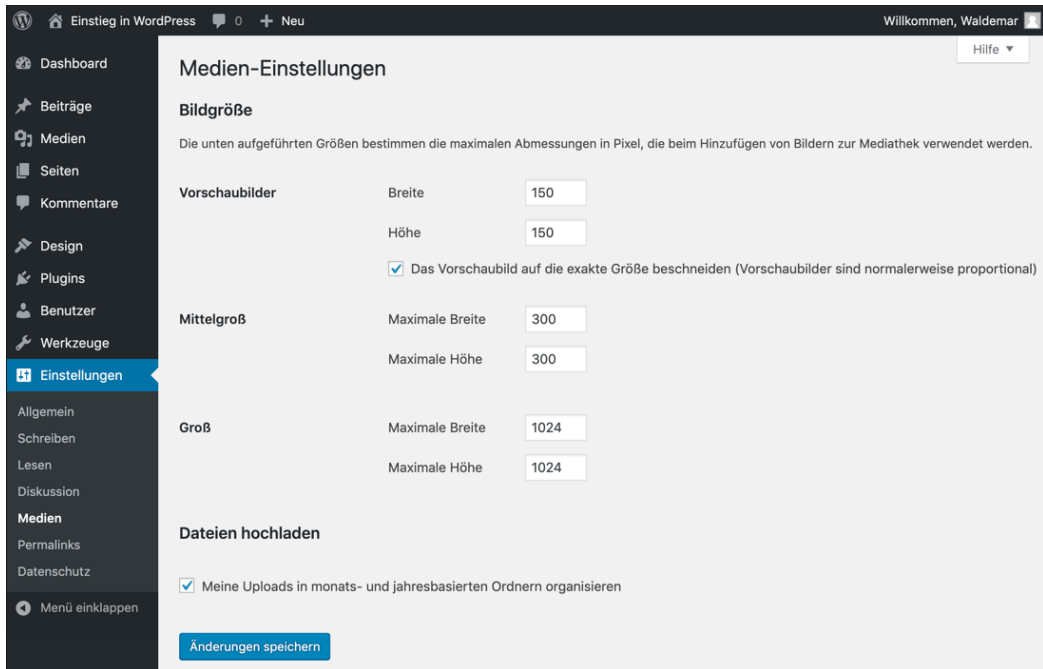 Einstieg in WordPress 0 + Neu Willkommen, Waldemar
Hilfe ▼
Dashboard
Beiträge
Medien
Seiten
Kommentare
Design
Plugins
Benutzer
Werkzeuge
Einstellungen
Allgemein
Schreiben
Lesen
Diskussion
Medien
Permalinks
Datenschutz
Menü einklappen
Medien-Einstellungen
Bildgröße
Die unten aufgeführten Größen bestimmen die maximalen Abmessungen in Pixel, die beim Hinzufügen von Bildern zur Mediathek verwendet werden.
Vorschaubilder Breite 150
Höhe 150
Das Vorschaubild auf die exakte Größe beschneiden (Vorschaubilder sind normalerweise proportional)
Mittelgroß Maximale Breite 300
Maximale Höhe 300
Groß Maximale Breite 1024
Maximale Höhe 1024
Dateien hochladen
Meine Uploads in monats- und jahresbasierten Ordnern organisieren
Änderungen speichern